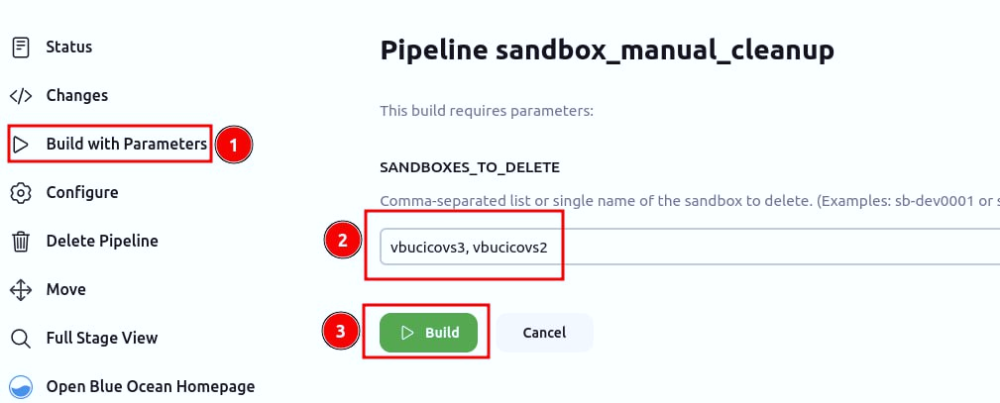 Status
Changes
Build with Parameters
1
Configure
Delete Pipeline
Move
Full Stage View
Open Blue Ocean Homepage
Pipeline sandbox_manual_cleanup
This build requires parameters:
SANDBOXES_TO_DELETE
Comma-separated list or single name of the sandbox to delete. (Examples: sb-dev0001 or s
2
vbucicovs3, vbucicovs2
3
Build
Cancel